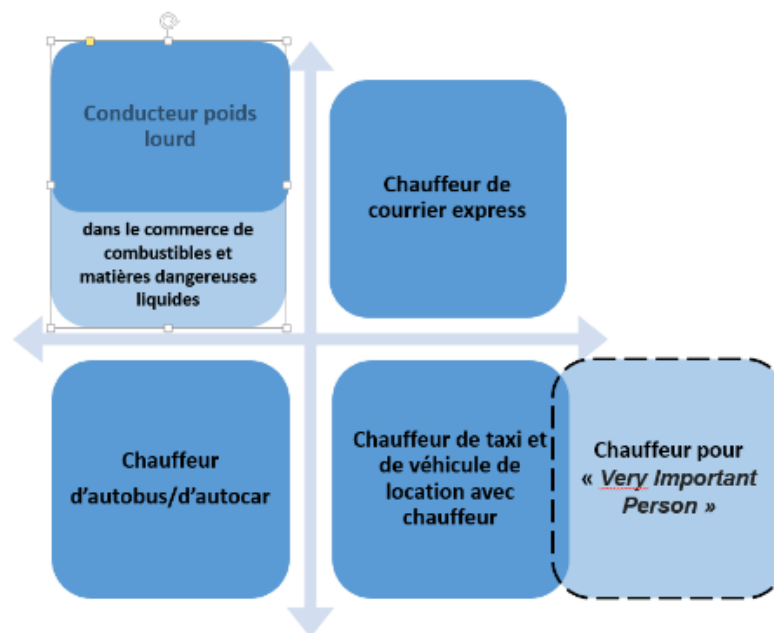 Conducteur poids
lourd
dans le commerce de
combustibles et
matières dangereuses
liquides
Chauffeur de
courrier express
Chauffeur
d'autobus/d'autocar
Chauffeur de taxi et
de véhicule de
location avec
chauffeur
Chauffeur pour
« Very Important
Person »